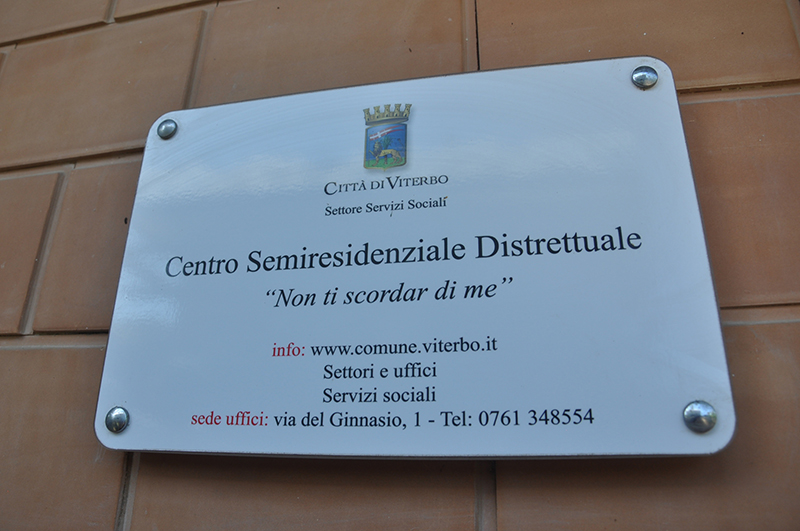 CITTÀ DI VITERBO
Settore Servizi Sociali
Centro Semiresidenziale Distrettuale
“Non ti scordar di me”
info: www.comune.viterbo.it
Settori e uffici
Servizi sociali
sede uffici: via del Ginnasio, 1 - Tel: 0761 348554